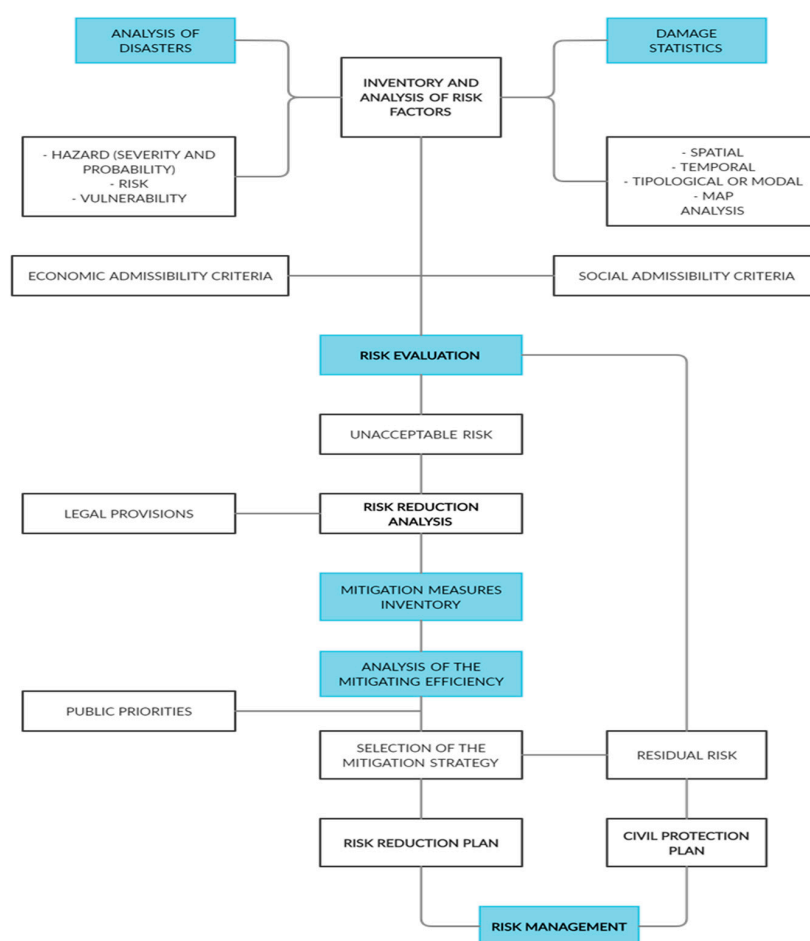 ANALYSIS OF
DISASTERS
DAMAGE
STATISTICS
INVENTORY AND
ANALYSIS OF RISK
FACTORS
- HAZARD (SEVERITY AND
PROBABILITY)
- RISK
- VULNERABILITY
- SPATIAL
- TEMPORAL
- TIPOLOGICAL OR MODAL
- MAP
ANALYSIS
ECONOMIC ADMISSIBILITY CRITERIA
SOCIAL ADMISSIBILITY CRITERIA
RISK EVALUATION
UNACCEPTABLE RISK
LEGAL PROVISIONS
RISK REDUCTION
ANALYSIS
MITIGATION MEASURES
INVENTORY
ANALYSIS OF THE
MITIGATING EFFICIENCY
PUBLIC PRIORITIES
SELECTION OF THE
MITIGATION STRATEGY
RESIDUAL RISK
RISK REDUCTION PLAN
CIVIL PROTECTION
PLAN
RISK MANAGEMENT